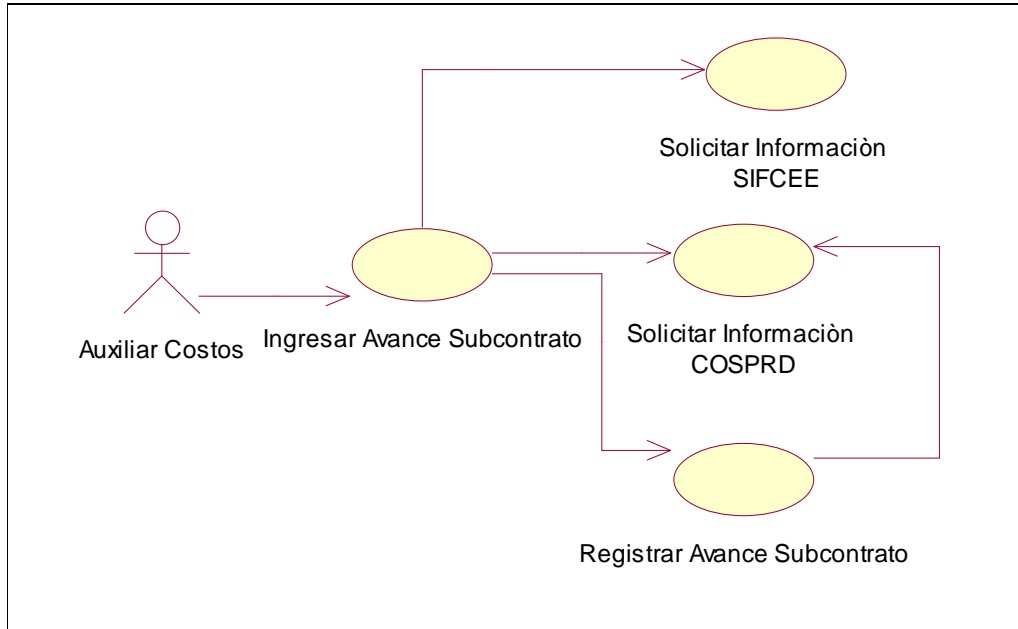 Solicitar Informaciòn
SIFCEE
Auxiliar Costos
Ingresar Avance Subcontrato
Solicitar Informaciòn
COSPRD
Registrar Avance Subcontrato